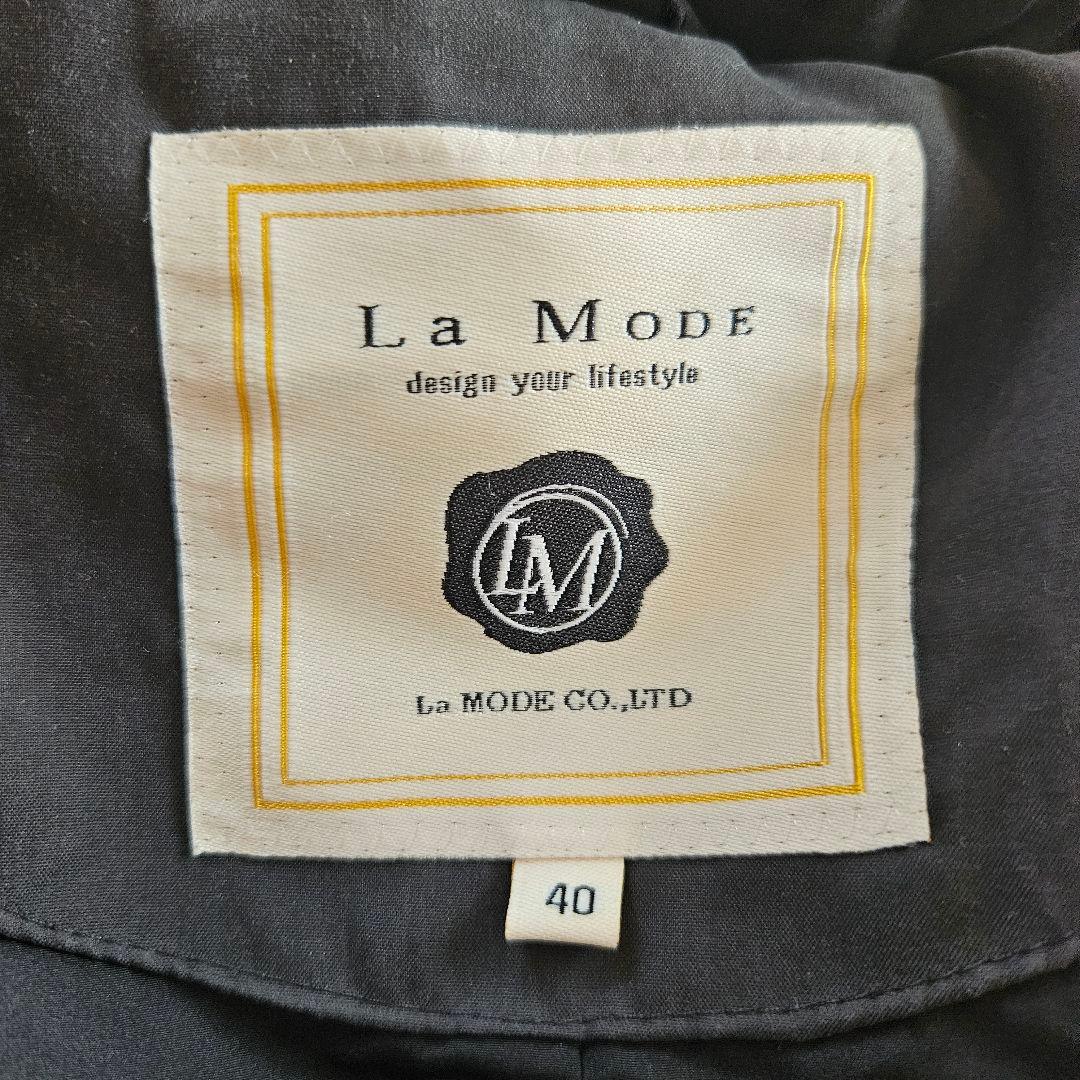 La MODE
design your lifestyle
LM
La MODE CO.,LTD
40